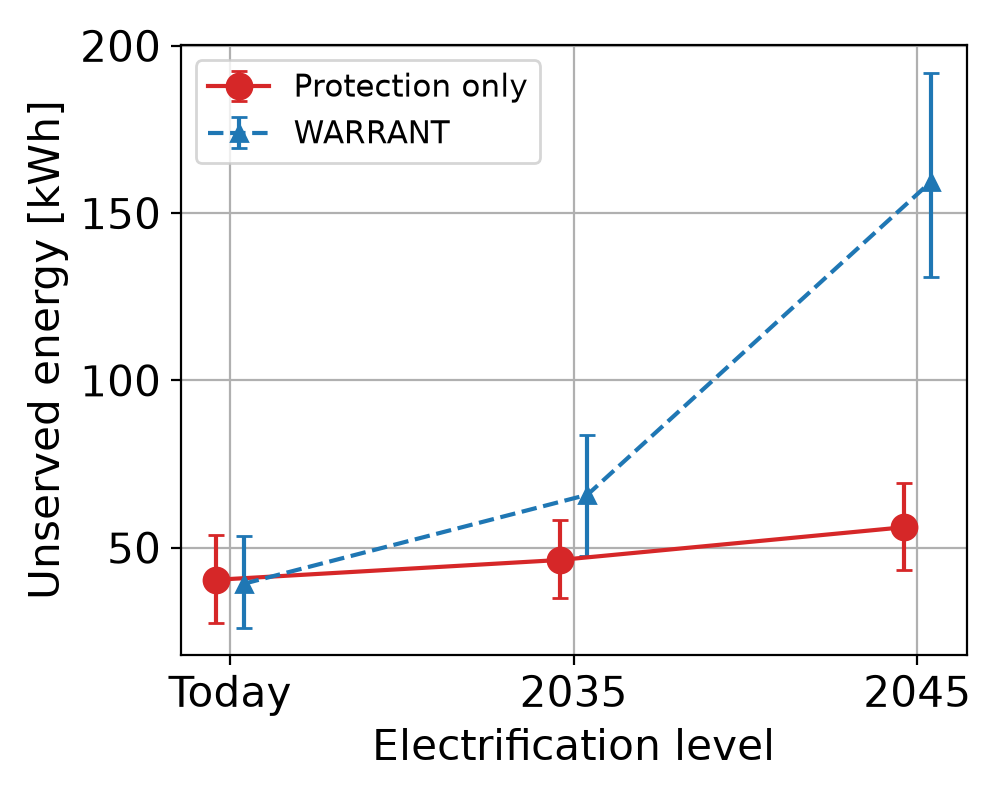 200
150
100
50
Unserved energy [kWh]
Protection only
WARRANT
Today 2035 2045
Electrification level